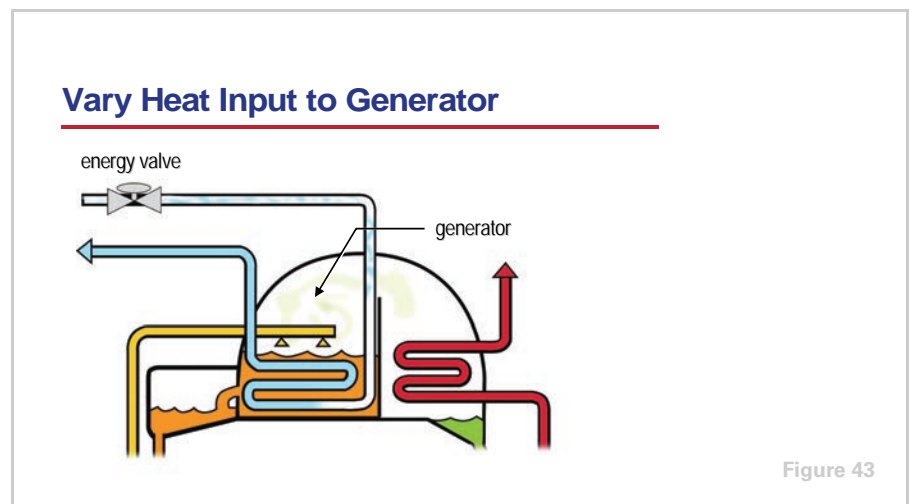 Vary Heat Input to Generator
energy valve
generator
Figure 43